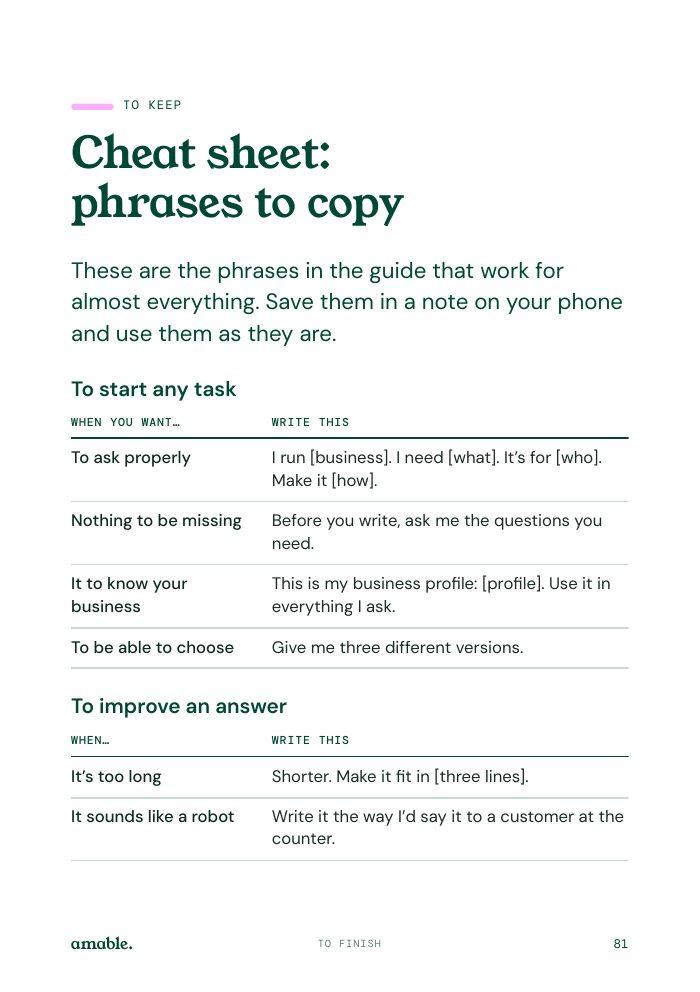 TO KEEP
Cheat sheet:
phrases to copy
These are the phrases in the guide that work for
almost everything. Save them in a note on your phone
and use them as they are.
To start any task
WHEN YOU WANT… WRITE THIS
To ask properly I run [business]. I need [what]. It’s for [who].
Make it [how].
Nothing to be missing Before you write, ask me the questions you
need.
It to know your This is my business profile: [profile]. Use it in
business everything I ask.
To be able to choose Give me three different versions.
To improve an answer
WHEN… WRITE THIS
It’s too long Shorter. Make it fit in [three lines].
It sounds like a robot Write it the way I’d say it to a customer at the
counter.
amable. TO FINISH 81